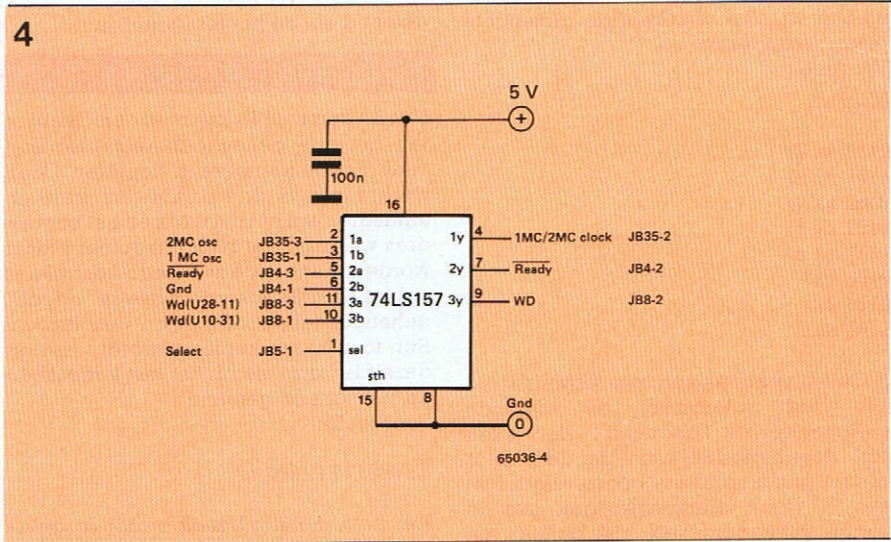 4
5 V
+
100n
16
2MC osc JB35-3 2 1a 1y 4 1MC/2MC clock JB35-2
1 MC osc JB35-1 3 1b
Ready JB4-3 5 2a 2y 7 Ready JB4-2
Gnd JB4-1 6 2b
Wd(U28-11) JB8-3 11 3a 74LS157 3y 9 WD JB8-2
Wd(U10-31) JB8-1 10 3b
Select JB5-1 1 sel
sth
15 8
Gnd
0
65036-4